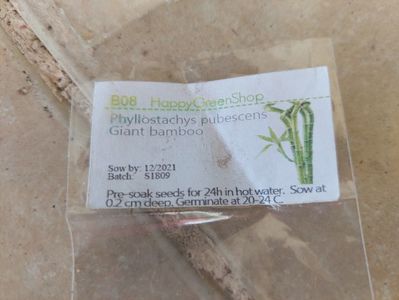 B08 HappyGreenShop
Phyllostachys pubescens
Giant bamboo
Sow by: 12/2021
Batch: S1809
Pre-soak seeds for 24h in hot water. Sow at
0.2 cm deep. Germinate at 20-24 C.